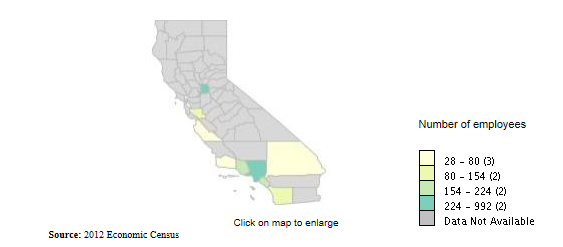 Number of employees
28 - 80 (3)
80 - 154 (2)
154 - 224 (2)
224 - 992 (2)
Data Not Available
Click on map to enlarge
Source: 2012 Economic Census